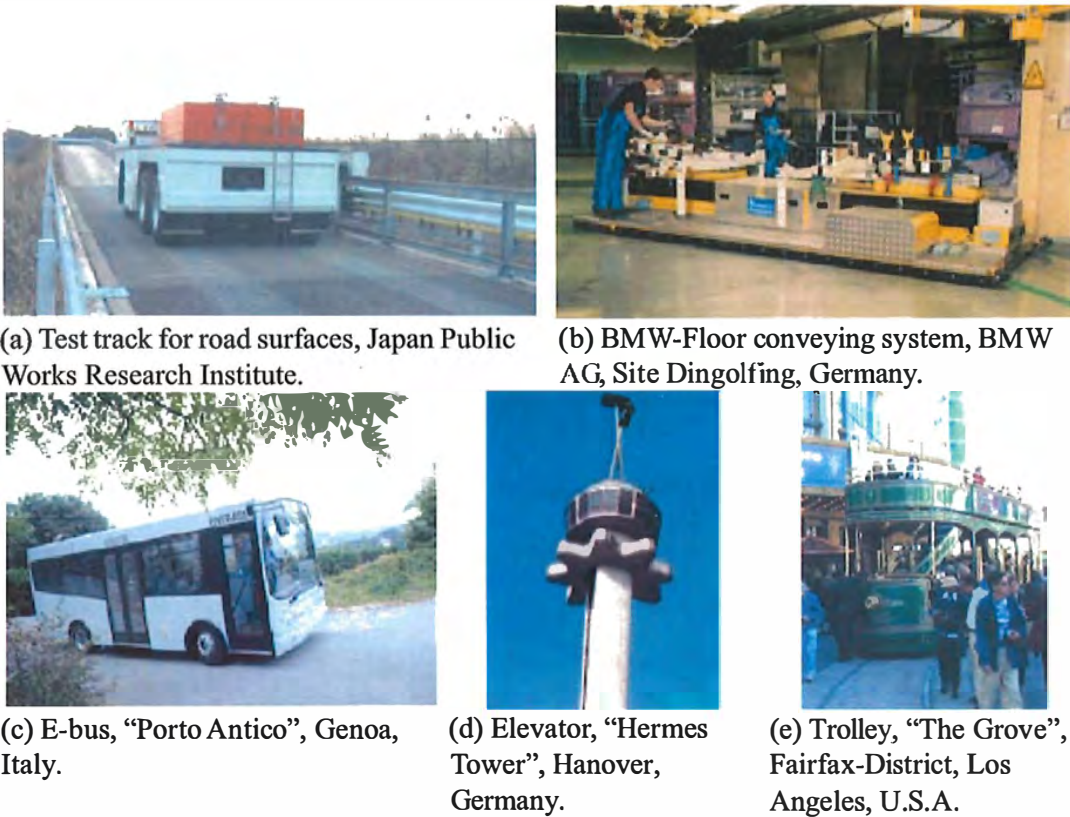 (a) Test track for road surfaces, Japan Public
Works Research Institute.
(b) BMW-Floor conveying system, BMW
AG, Site Dingolfing, Germany.
(c) E-bus, “Porto Antico”, Genoa,
Italy.
(d) Elevator, “Hermes
Tower”, Hanover,
Germany.
(e) Trolley, “The Grove”,
Fairfax-District, Los
Angeles, U.S.A.